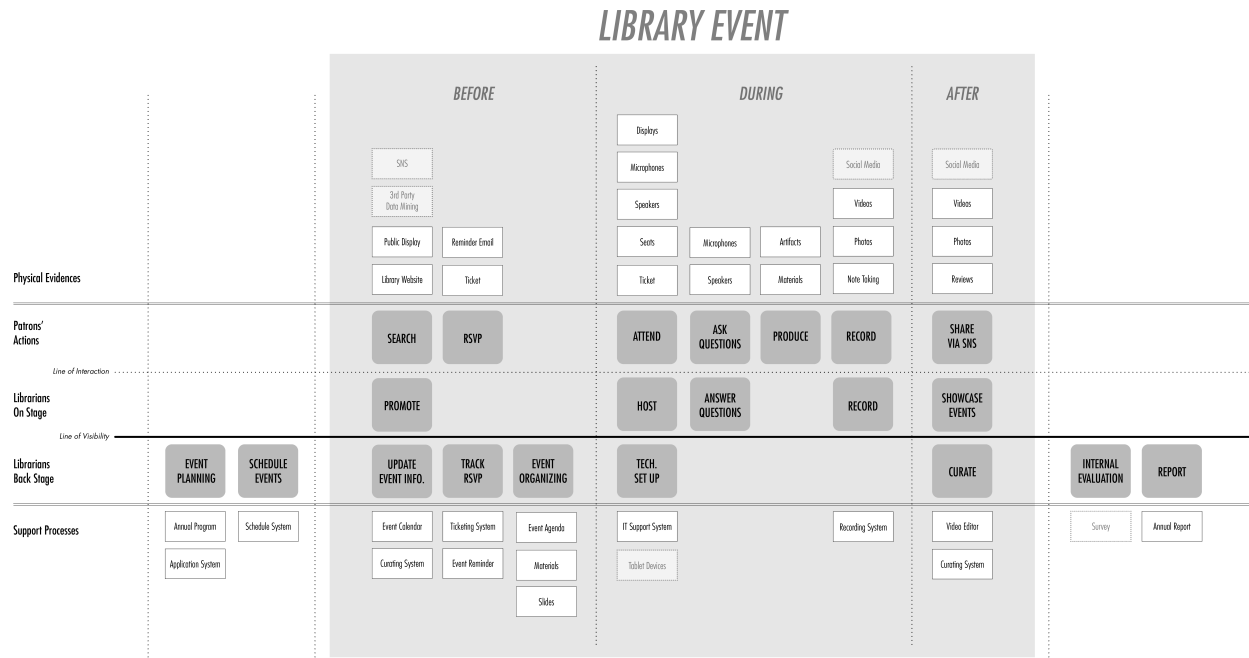 LIBRARY EVENT
BEFORE
DURING
AFTER
Displays
SNS
Microphones
Social Media
Social Media
3rd Party
Data Mining
Speakers
Videos
Videos
Public Display
Reminder Email
Seats
Microphones
Artifacts
Photos
Photos
Physical Evidences
Library Website
Ticket
Ticket
Speakers
Materials
Note Taking
Reviews
Patrons'
Actions
SEARCH
RSVP
ATTEND
ASK
QUESTIONS
PRODUCE
RECORD
SHARE
VIA SNS
Line of Interaction
Librarians
On Stage
PROMOTE
HOST
ANSWER
QUESTIONS
RECORD
SHOWCASE
EVENTS
Line of Visibility
Librarians
Back Stage
EVENT
PLANNING
SCHEDULE
EVENTS
UPDATE
EVENT INFO.
TRACK
RSVP
EVENT
ORGANIZING
TECH.
SET UP
CURATE
INTERNAL
EVALUATION
REPORT
Support Processes
Annual Program
Schedule System
Event Calendar
Ticketing System
Event Agenda
IT Support System
Recording System
Video Editor
Survey
Annual Report
Application System
Curating System
Event Reminder
Materials
Tablet Devices
Curating System
Slides